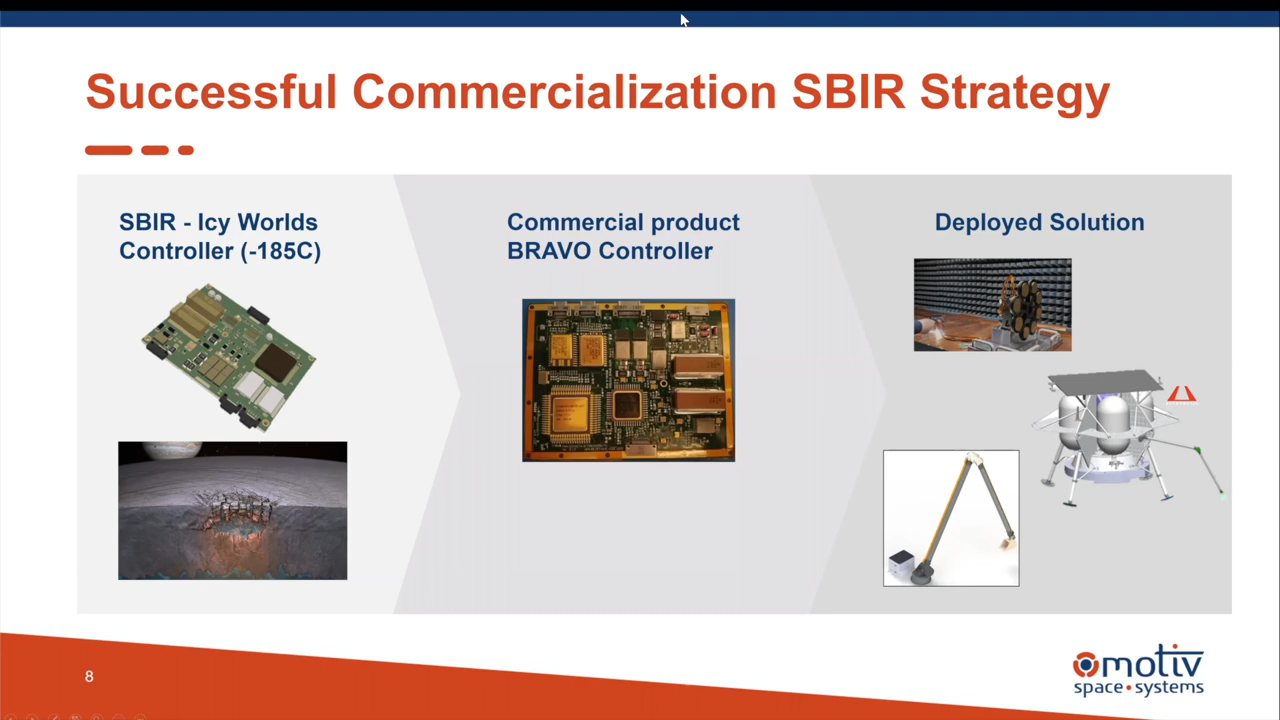 Successful Commercialization SBIR Strategy
SBIR - Icy Worlds
Controller (-185C)
Commercial product
BRAVO Controller
Deployed Solution
8
motiv
space•systems